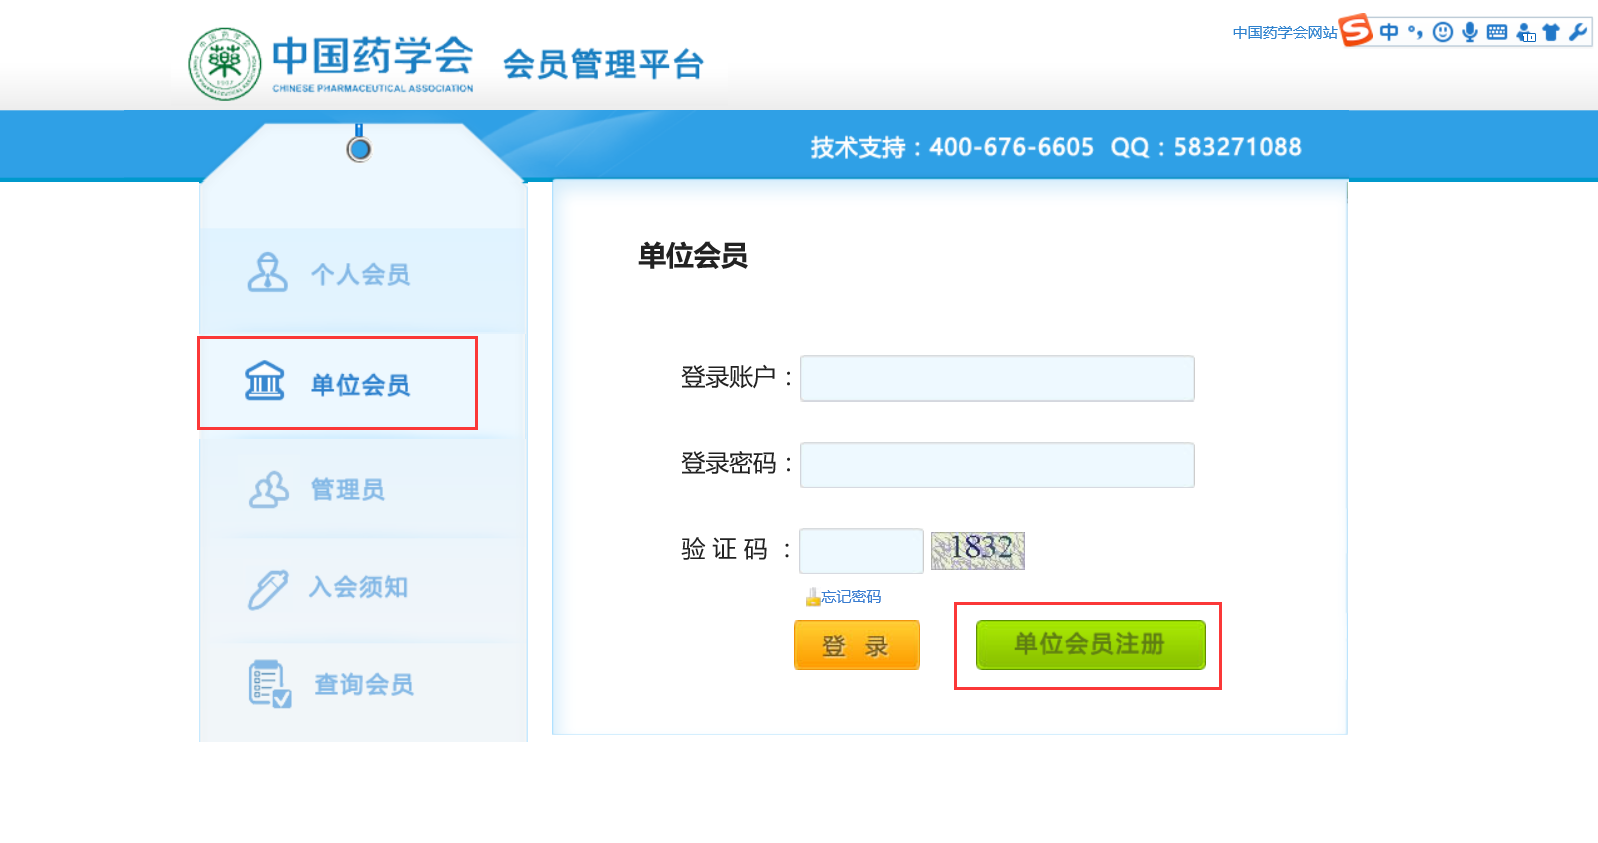 中国药学会网站
中
中国药学会 会员管理平台
CHINESE PHARMACEUTICAL ASSOCIATION
技术支持：400-676-6605 QQ：583271088
个人会员
单位会员
管理员
入会须知
查询会员
单位会员
登录账户：
登录密码：
验 证 码 ：
1832
忘记密码
登 录
单位会员注册